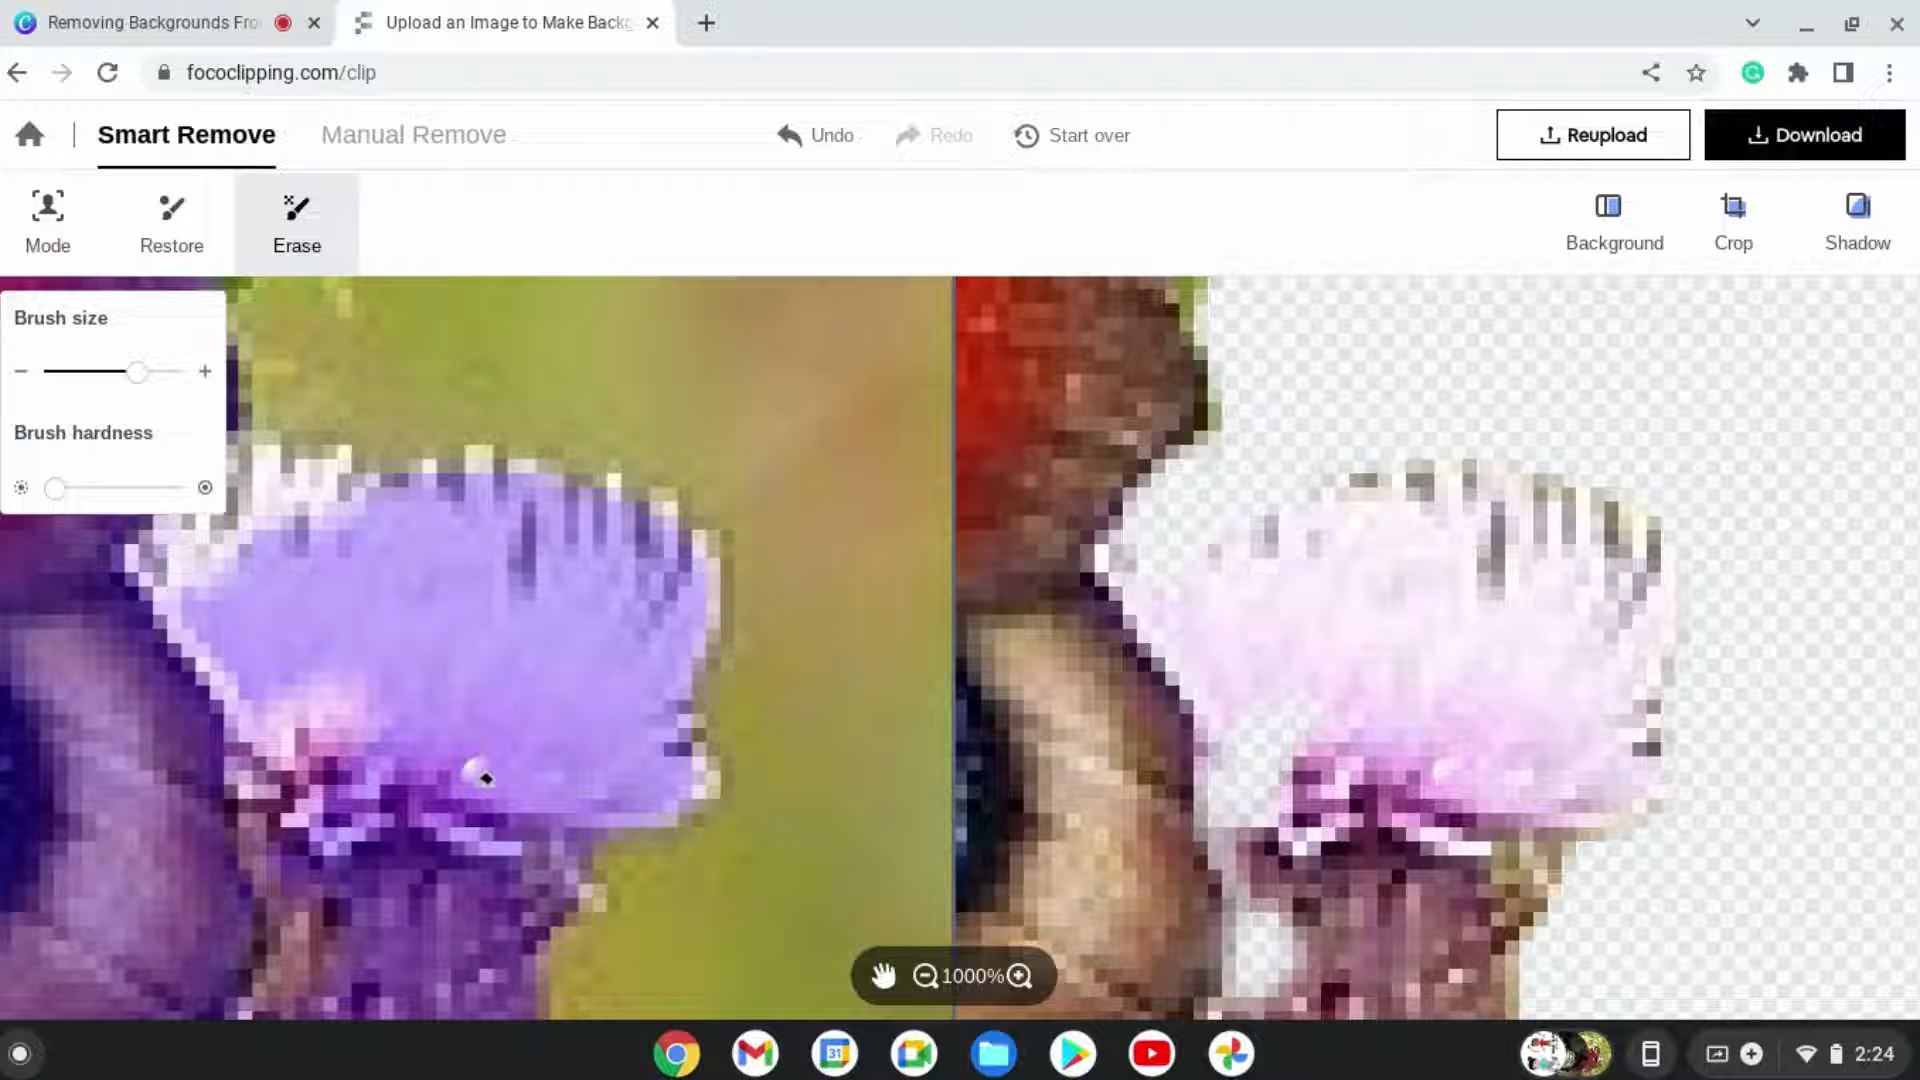 Removing Backgrounds Fro
Upload an Image to Make Backg
fococlipping.com/clip
Smart Remove
Manual Remove
Undo
Redo
Start over
Reupload
Download
Mode
Restore
Erase
Background
Crop
Shadow
Brush size
Brush hardness
1000%
31
2:24